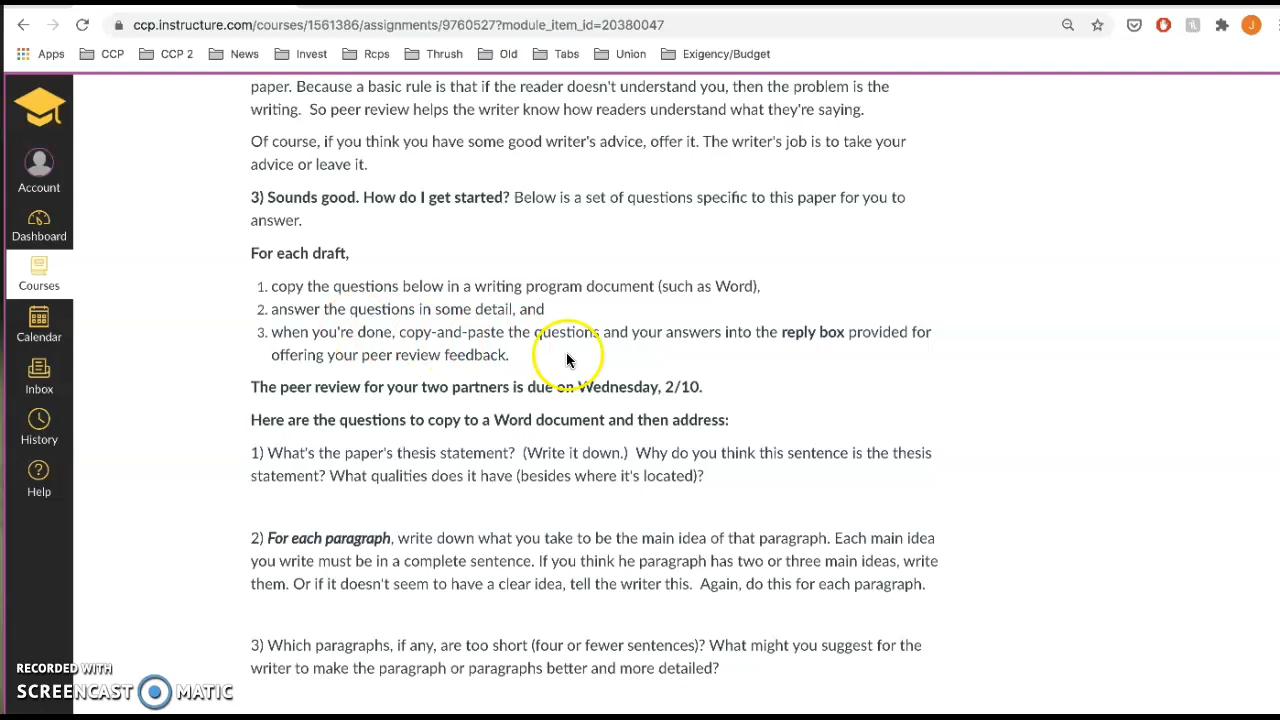 ccp.instructure.com/courses/1561386/assignments/9760527?module_item_id=20380047
J
Apps CCP CCP 2 News Invest Rcps Thrush Old Tabs Union Exigency/Budget
Account
Dashboard
Courses
Calendar
Inbox
History
Help
paper. Because a basic rule is that if the reader doesn't understand you, then the problem is the
writing.  So peer review helps the writer know how readers understand what they're saying.
Of course, if you think you have some good writer's advice, offer it. The writer's job is to take your
advice or leave it.
3) Sounds good. How do I get started? Below is a set of questions specific to this paper for you to
answer.
For each draft,
1. copy the questions below in a writing program document (such as Word),
2. answer the questions in some detail, and
3. when you're done, copy-and-paste the questions and your answers into the reply box provided for
offering your peer review feedback.
The peer review for your two partners is due on Wednesday, 2/10.
Here are the questions to copy to a Word document and then address:
1) What's the paper's thesis statement?  (Write it down.)  Why do you think this sentence is the thesis
statement? What qualities does it have (besides where it's located)?
2) For each paragraph, write down what you take to be the main idea of that paragraph. Each main idea
you write must be in a complete sentence. If you think he paragraph has two or three main ideas, write
them. Or if it doesn't seem to have a clear idea, tell the writer this.  Again, do this for each paragraph.
3) Which paragraphs, if any, are too short (four or fewer sentences)? What might you suggest for the
writer to make the paragraph or paragraphs better and more detailed?
RECORDED WITH
SCREENCAST MATIC